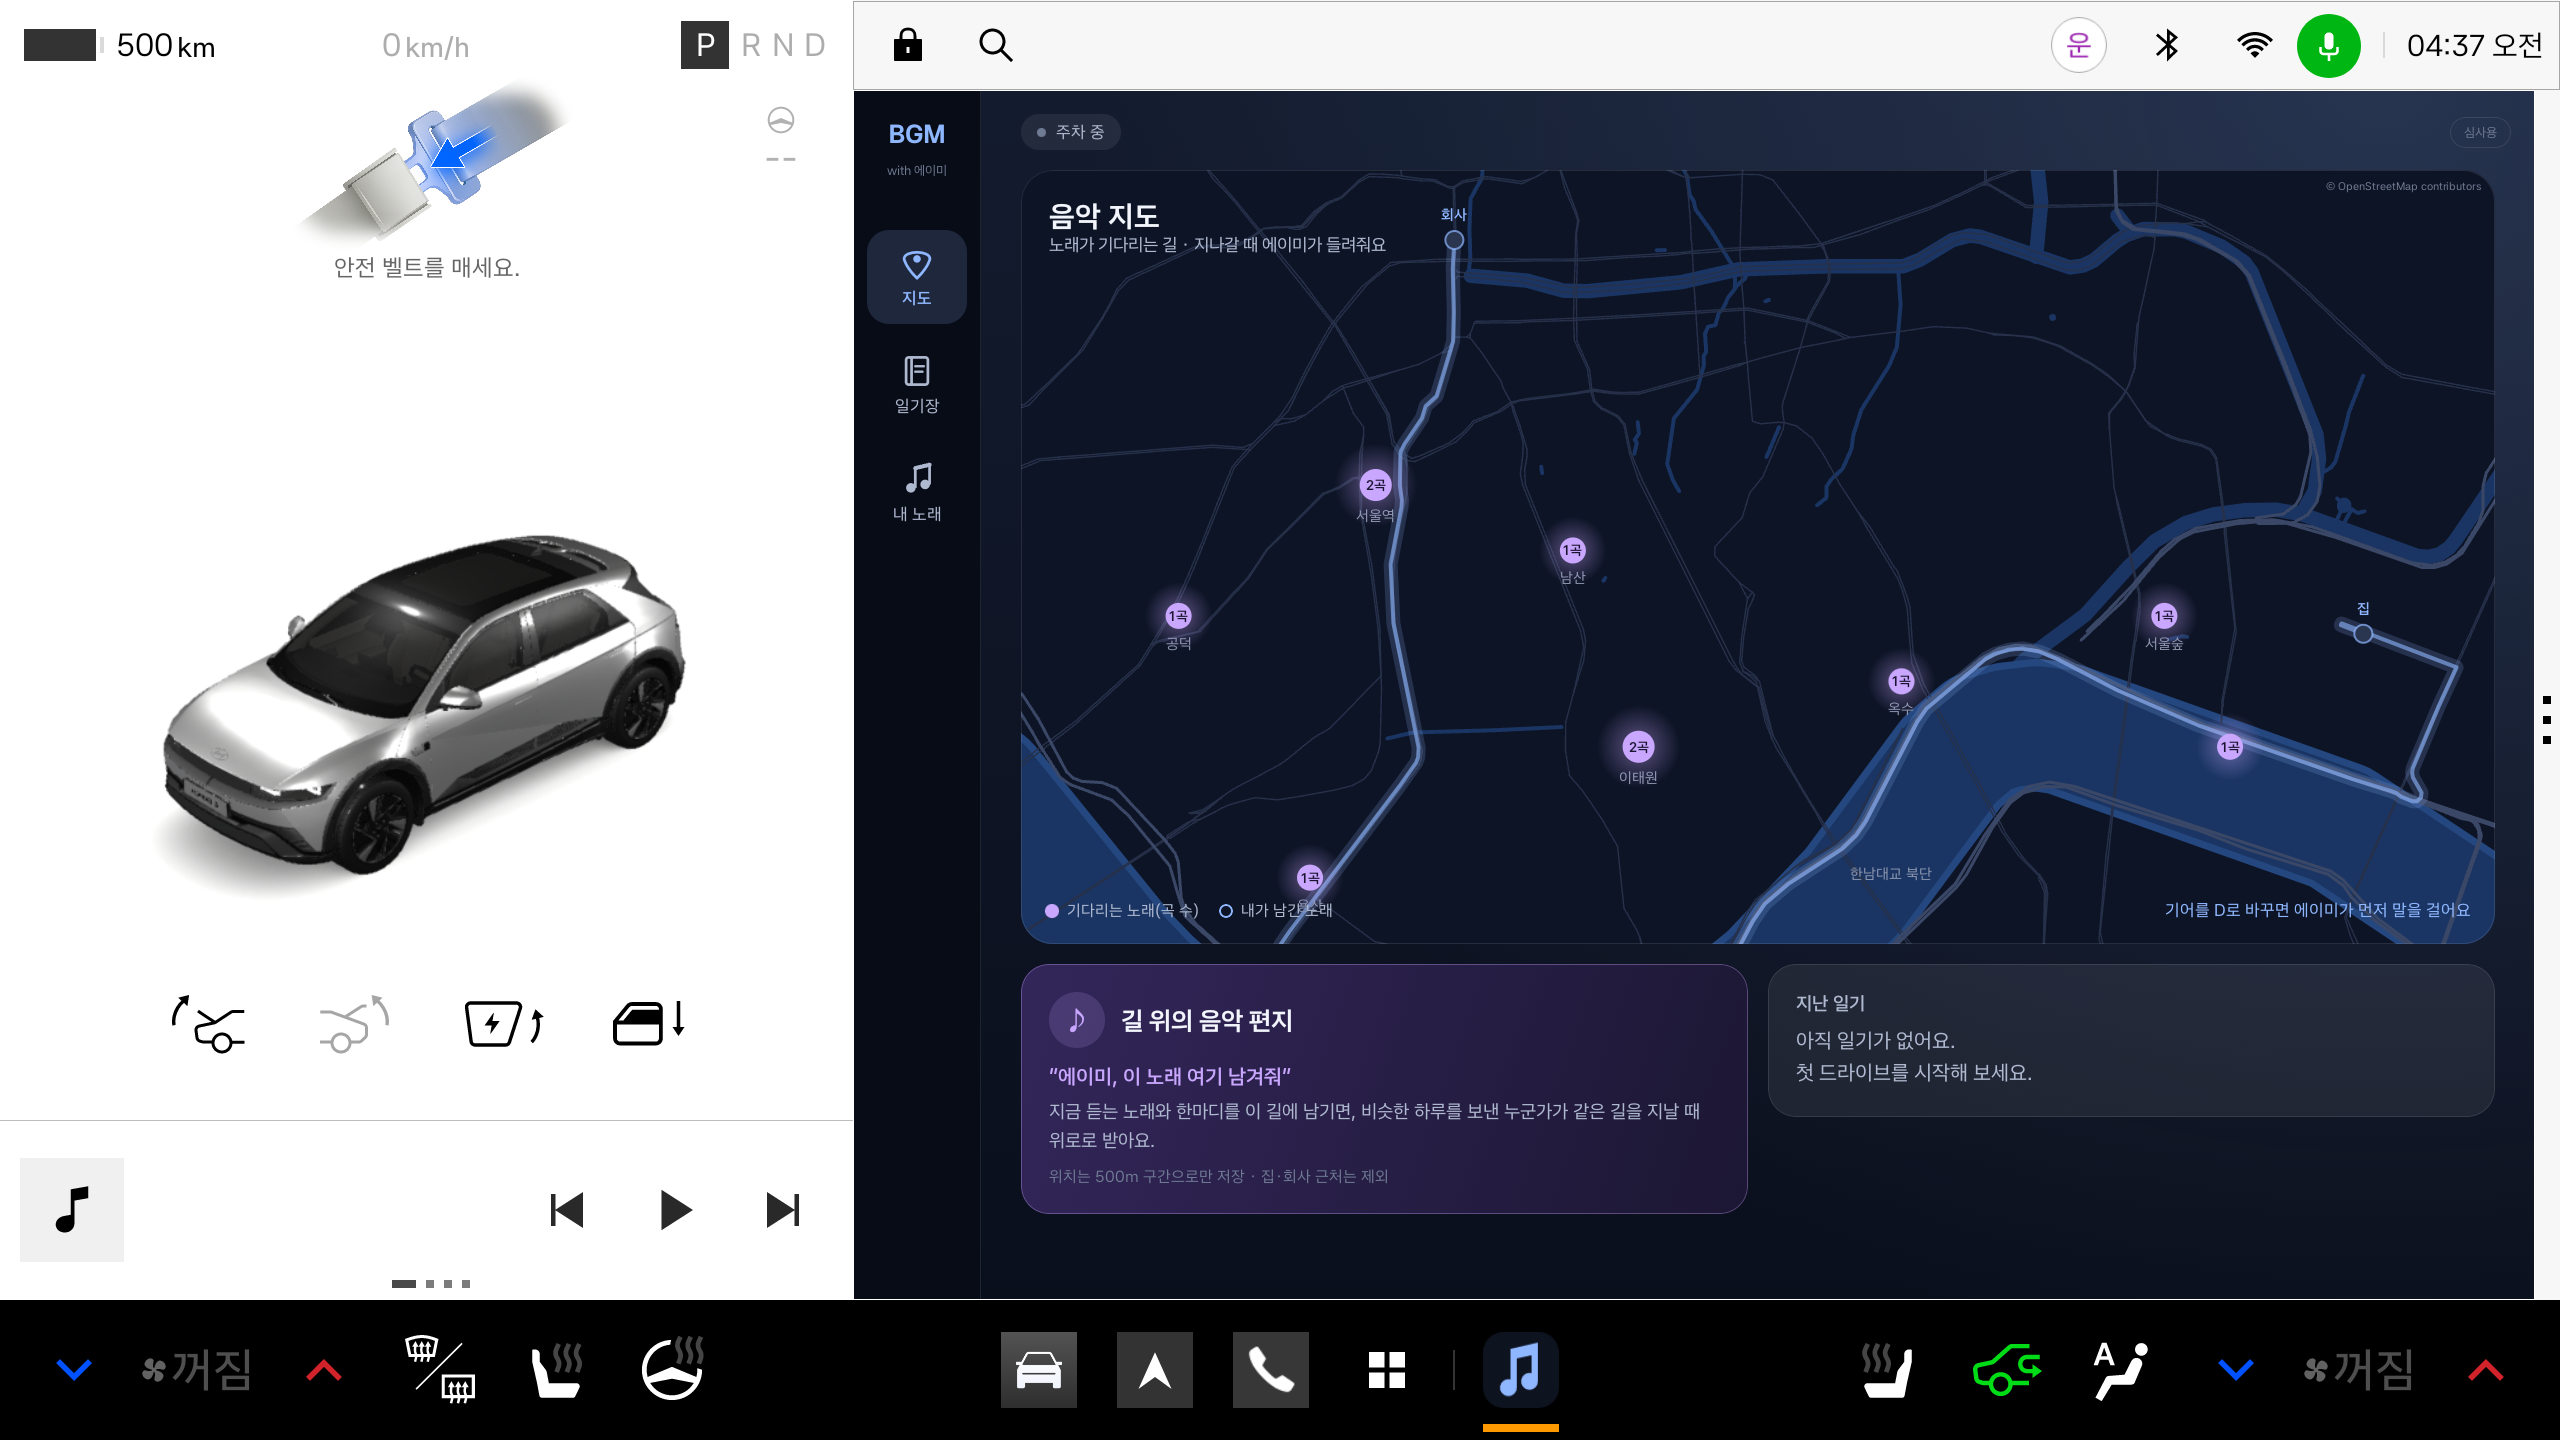 500 km
0 km/h
P R N D
안전 벨트를 매세요.
운
04:37 오전
BGM
with 에이미
지도
일기장
내 노래
주차 중
심사용
음악 지도
노래가 기다리는 길 · 지나갈 때 에이미가 들려줘요
© OpenStreetMap contributors
회사
2곡
서울역
1곡
남산
1곡
공덕
1곡
서울숲
집
1곡
옥수
2곡
이태원
1곡
1곡
한남대교 북단
기다리는 노래(곡 수)
내가 남긴 노래
기어를 D로 바꾸면 에이미가 먼저 말을 걸어요
길 위의 음악 편지
"에이미, 이 노래 여기 남겨줘"
지금 듣는 노래와 한마디를 이 길에 남기면, 비슷한 하루를 보낸 누군가가 같은 길을 지날 때
위로로 받아요.
위치는 500m 구간으로만 저장 · 집·회사 근처는 제외
지난 일기
아직 일기가 없어요.
첫 드라이브를 시작해 보세요.
꺼짐
A
꺼짐